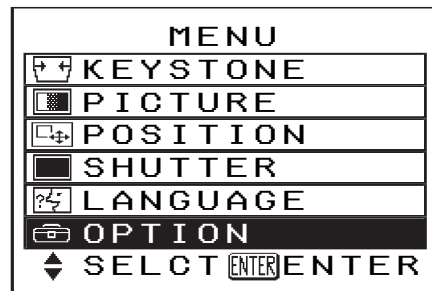 MENU
KEYSTONE
PICTURE
POSITION
SHUTTER
LANGUAGE
OPTION
SELCT ENTER ENTER